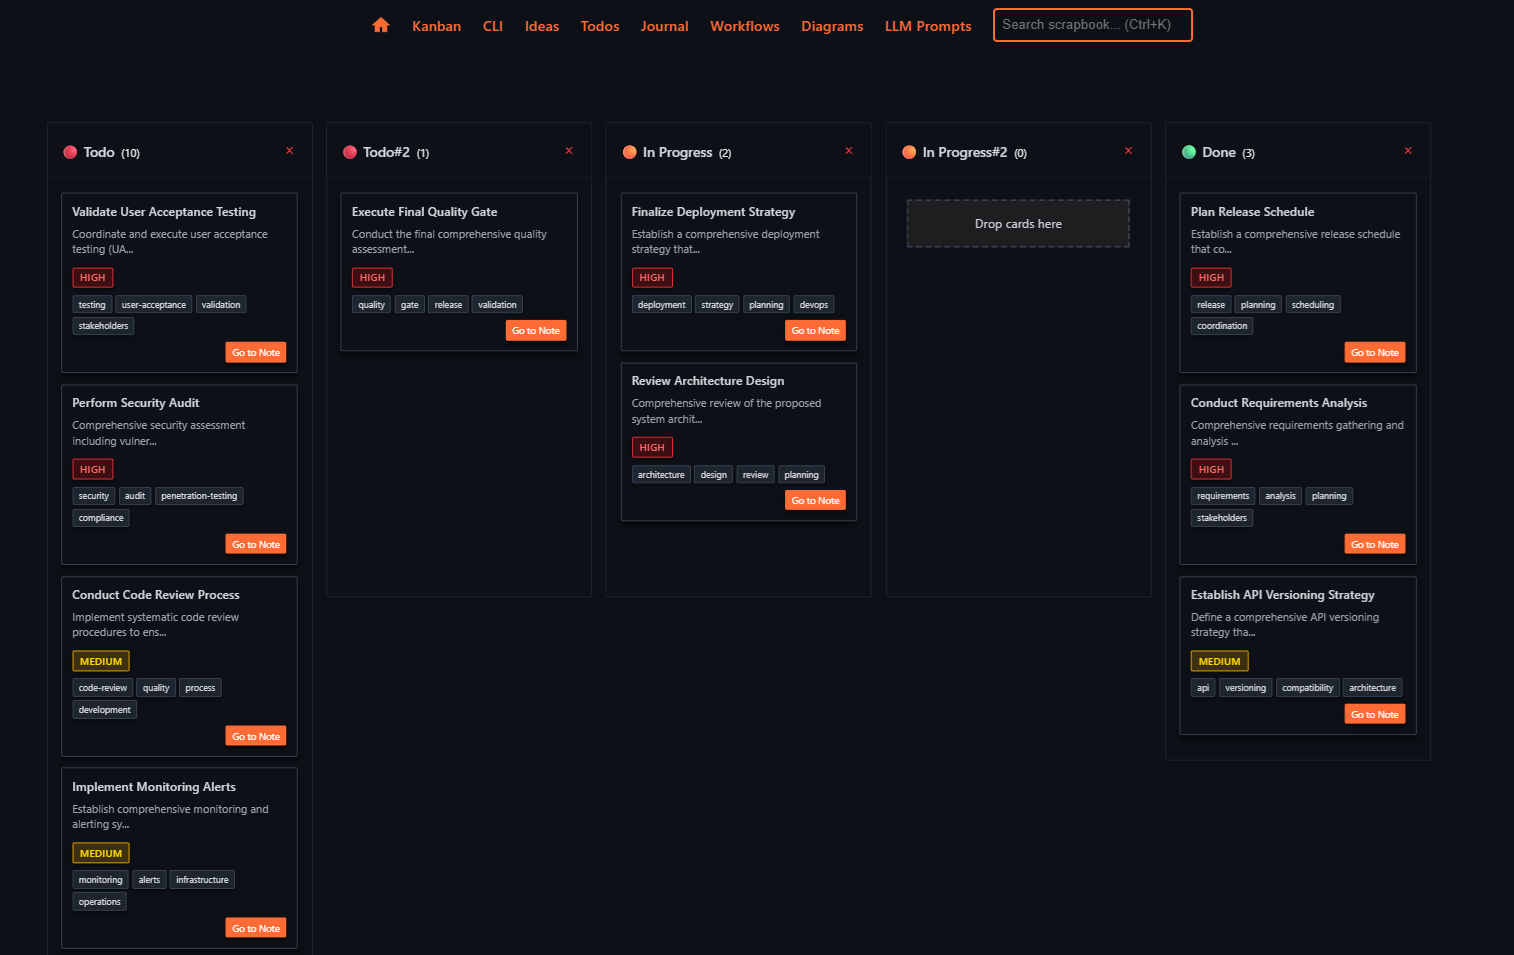 Kanban CLI Ideas Todos Journal Workflows Diagrams LLM Prompts Search scrapbook... (Ctrl+K)
Todo (10) ×
Validate User Acceptance Testing
Coordinate and execute user acceptance
testing (UA...
HIGH
testing user-acceptance validation
stakeholders
Go to Note
Perform Security Audit
Comprehensive security assessment
including vulner...
HIGH
security audit penetration-testing
compliance
Go to Note
Conduct Code Review Process
Implement systematic code review
procedures to ens...
MEDIUM
code-review quality process
development
Go to Note
Implement Monitoring Alerts
Establish comprehensive monitoring and
alerting sy...
MEDIUM
monitoring alerts infrastructure
operations
Go to Note
Todo#2 (1) ×
Execute Final Quality Gate
Conduct the final comprehensive quality
assessment...
HIGH
quality gate release validation
Go to Note
In Progress (2) ×
Finalize Deployment Strategy
Establish a comprehensive deployment
strategy that...
HIGH
deployment strategy planning devops
Go to Note
Review Architecture Design
Comprehensive review of the proposed
system archit...
HIGH
architecture design review planning
Go to Note
In Progress#2 (0) ×
Drop cards here
Done (3) ×
Plan Release Schedule
Establish a comprehensive release schedule
that co...
HIGH
release planning scheduling
coordination
Go to Note
Conduct Requirements Analysis
Comprehensive requirements gathering and
analysis ...
HIGH
requirements analysis planning
stakeholders
Go to Note
Establish API Versioning Strategy
Define a comprehensive API versioning
strategy tha...
MEDIUM
api versioning compatibility architecture
Go to Note